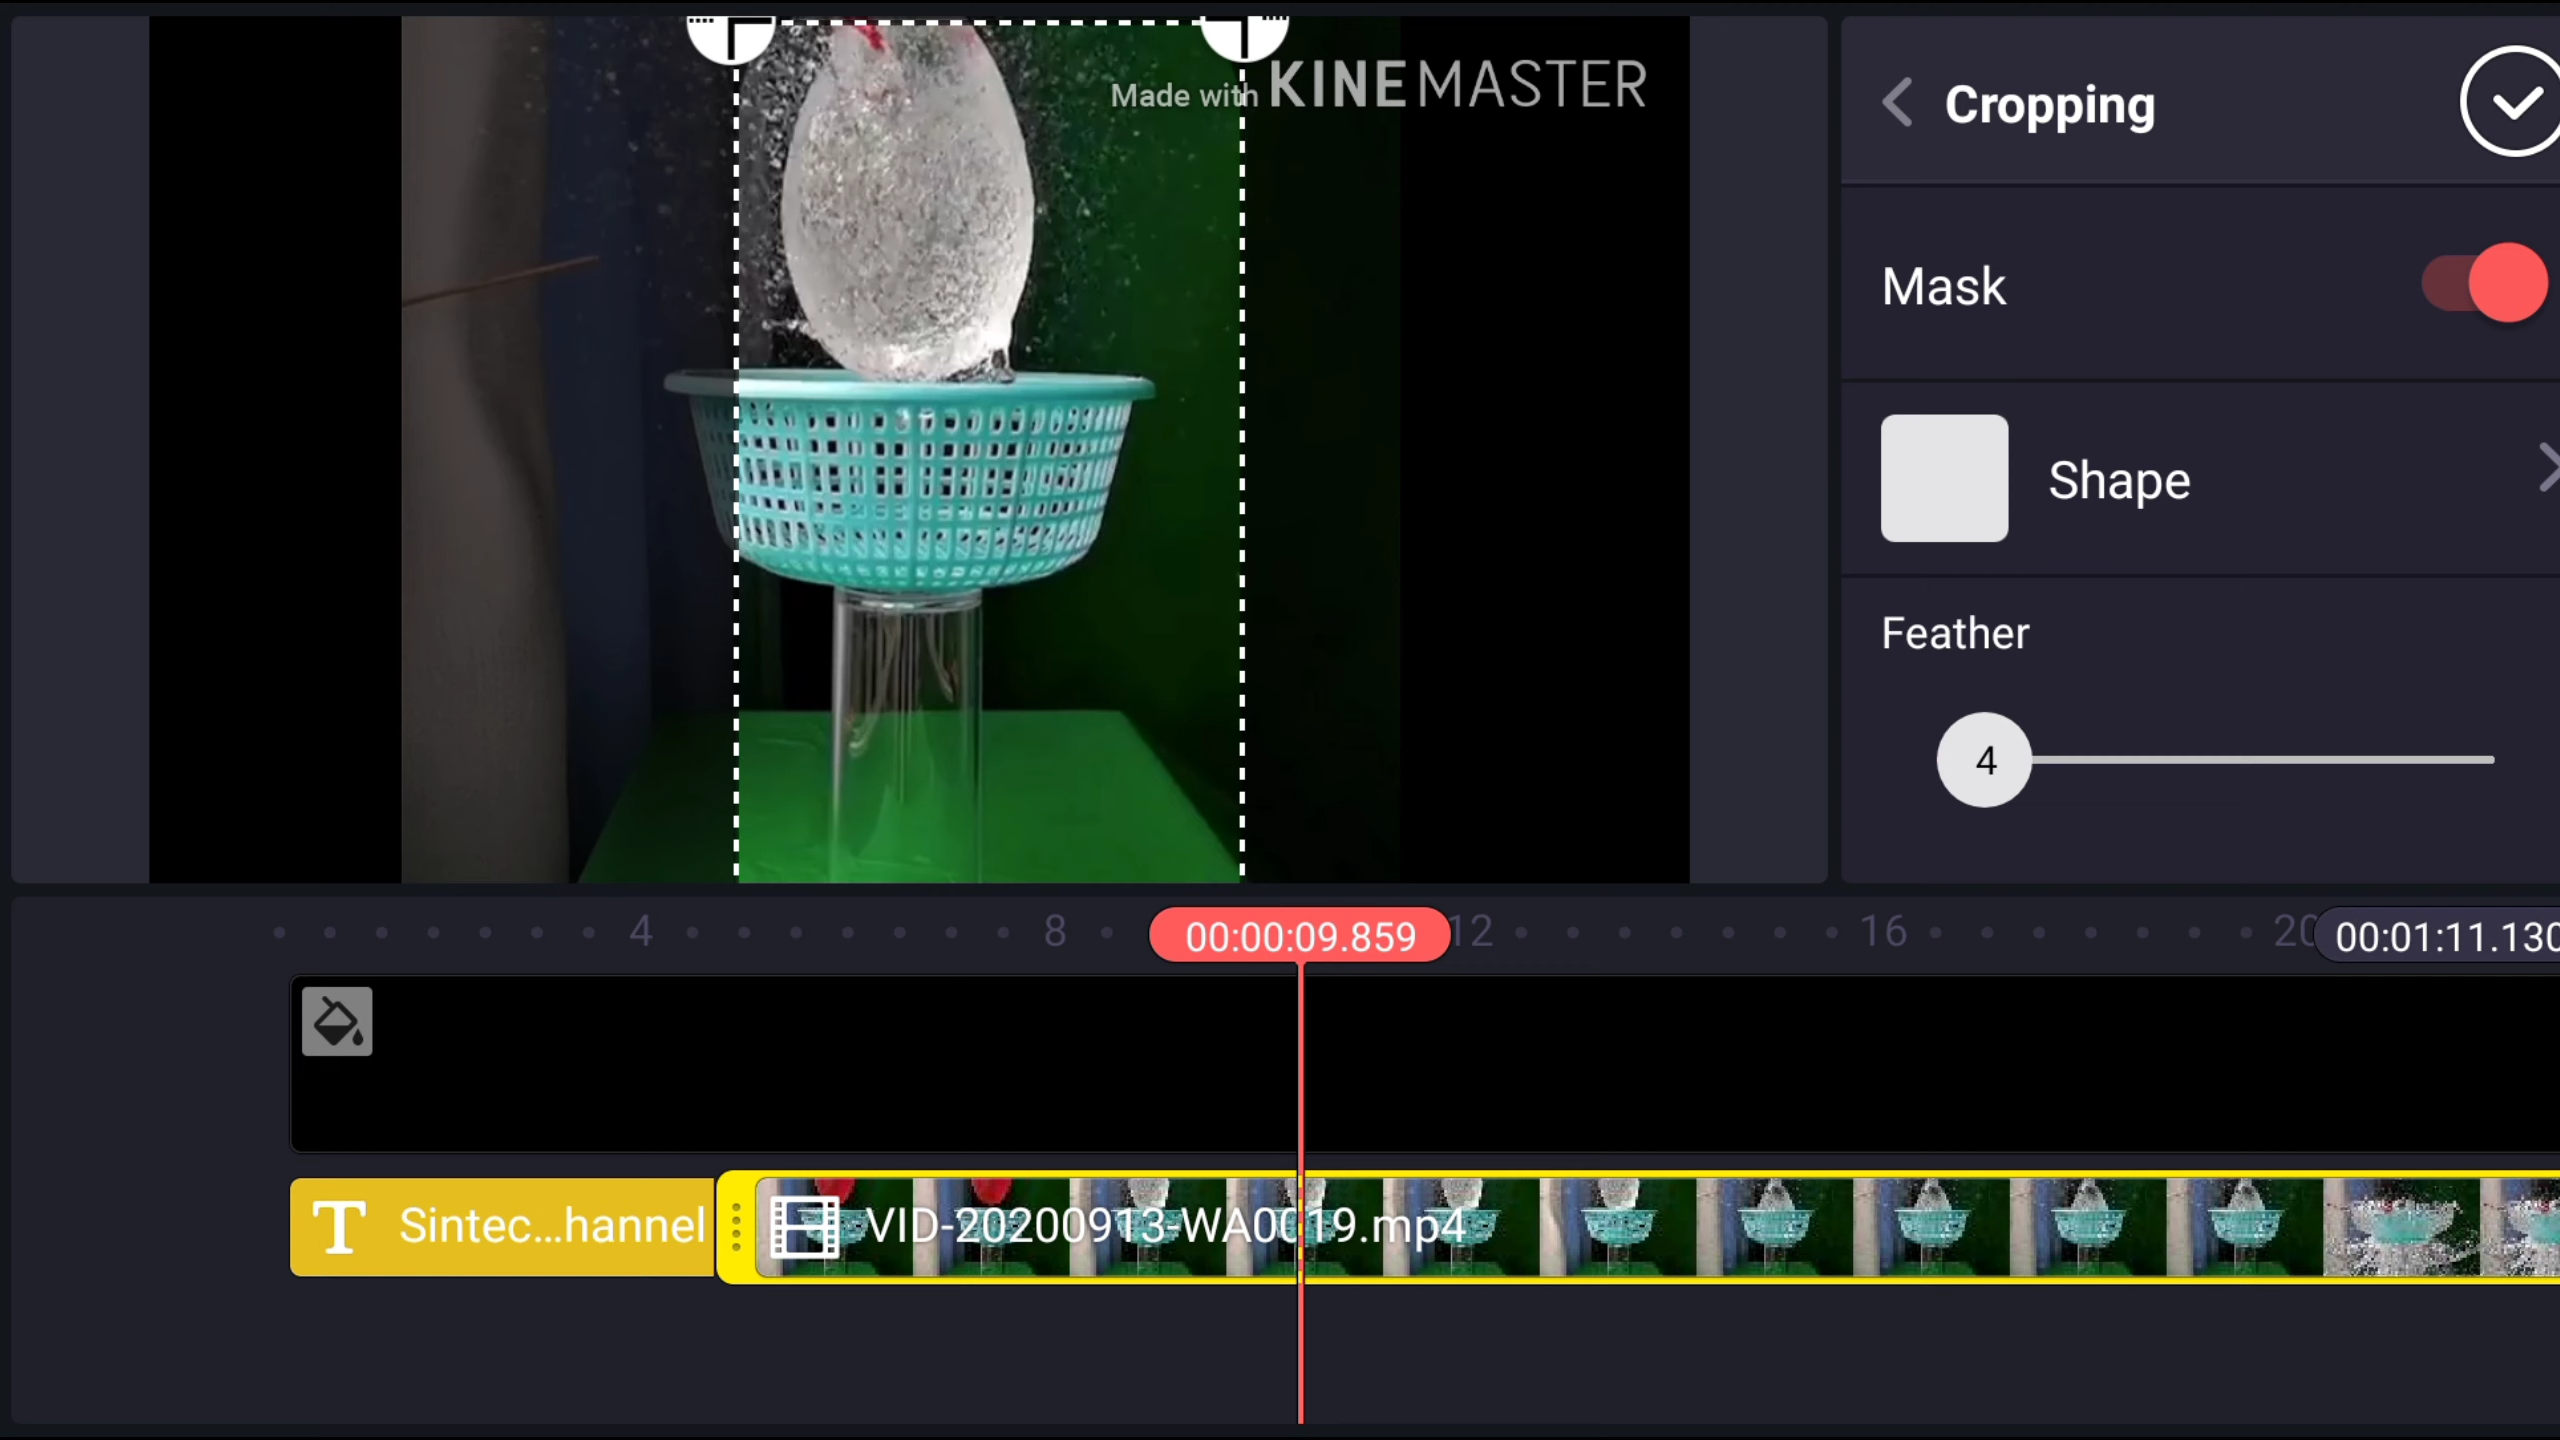 Made with KINEMASTER
Cropping
Mask
Shape
Feather
4
4
8
00:00:09.859
12
16
20
00:01:11.130
Sintec...hannel
VID-20200913-WA0019.mp4